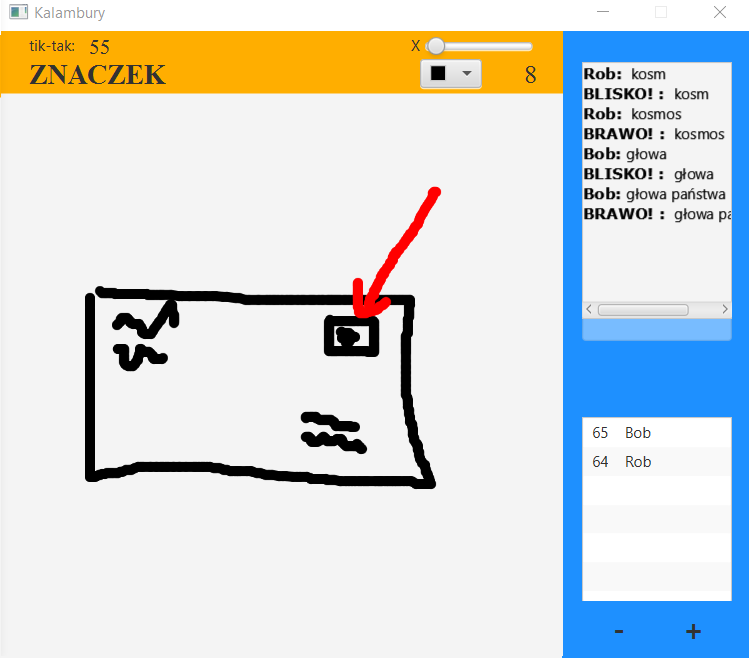 Kalambury
tik-tak: 55
X
ZNACZEK
8
Rob: kosm
BLISKO! : kosm
Rob: kosmos
BRAWO! : kosmos
Bob: głowa
BLISKO! : głowa
Bob: głowa państwa
BRAWO! : głowa pa
65 Bob
64 Rob
- +